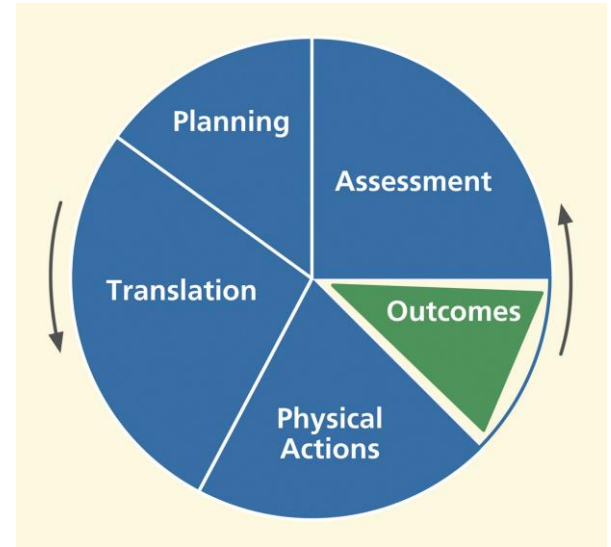 Planning
Assessment
Translation
Outcomes
Physical
Actions